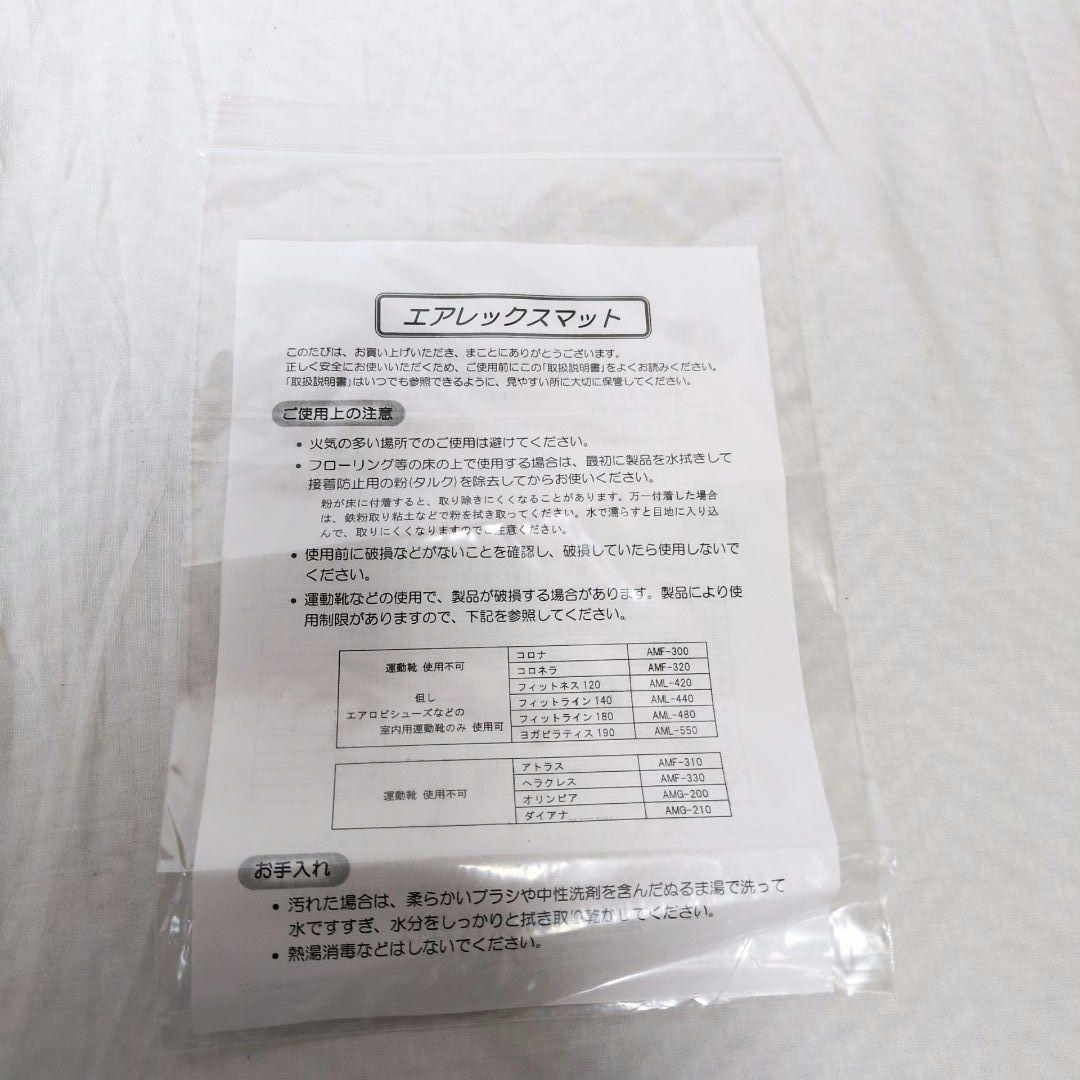 エアレックスマット
このたびは、お買い上げいただき、まことにありがとうございます。
正しく安全にお使いいただくため、ご使用前にこの「取扱説明書」をよくお読みください。
「取扱説明書」はいつでも参照できるように、見やすい所に大切に保管してください。
ご使用上の注意
• 火気の多い場所でのご使用は避けてください。
• フローリング等の床の上で使用する場合は、最初に製品を水拭きして
接着防止用の粉(タルク)を除去してからお使いください。
粉が床に付着すると、取り除きにくくなることがあります。万一付着した場合
は、鉄粉取り粘土などで粉を拭き取ってください。水で濡らすと目地に入り込
んで、取りにくくなりますのでご注意ください。
• 使用前に破損などがないことを確認し、破損していたら使用しないで
ください。
• 運動靴などの使用で、製品が破損する場合があります。製品により使
用制限がありますので、下記を参照してください。
運動靴 使用不可
但し
エアロビシューズなどの
室内用運動靴のみ 使用可
コロナ AMF-300
コロネラ AMF-320
フィットネス120 AML-420
フィットライン140 AML-440
フィットライン180 AML-480
ヨガピラティス190 AML-550
運動靴 使用不可
アトラス AMF-310
ヘラクレス AMF-330
オリンピア AMG-200
ダイアナ AMG-210
お手入れ
• 汚れた場合は、柔らかいブラシや中性洗剤を含んだぬるま湯で洗って
水ですすぎ、水分をしっかりと拭き取り乾かしてください。
• 熱湯消毒などはしないでください。